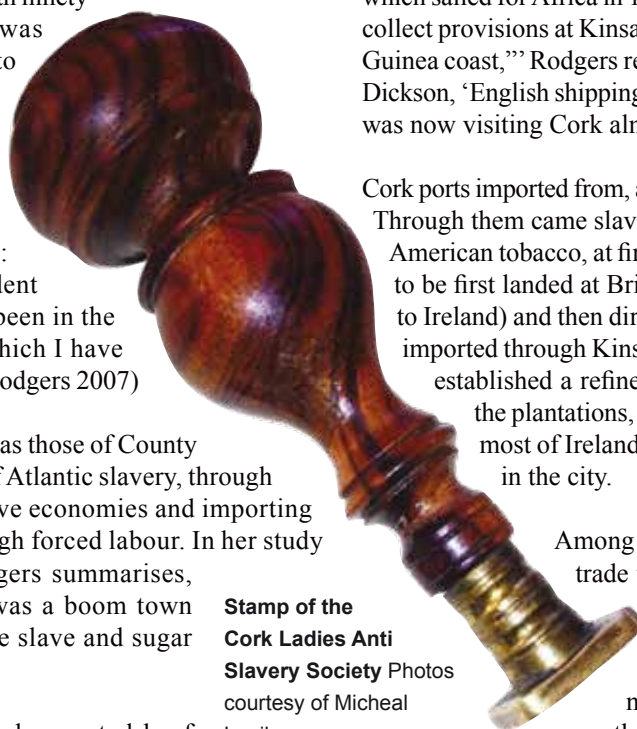 ninety
was
to
:
lent
been in the
hich I have
odgers 2007)
as those of County
f Atlantic slavery, through
ve economies and importing
gh forced labour. In her study
gers summarises,
was a boom town
e slave and sugar
Stamp of the
Cork Ladies Anti
Slavery Society Photos
courtesy of Micheal
which sailed for Africa in
collect provisions at Kinsa
Guinea coast,”’ Rodgers re
Dickson, ‘English shipping
was now visiting Cork alm
Cork ports imported from, a
Through them came slav
American tobacco, at fir
to be first landed at Bri
to Ireland) and then dir
imported through Kins
established a refine
the plantations,
most of Ireland
in the city.
Among
trade